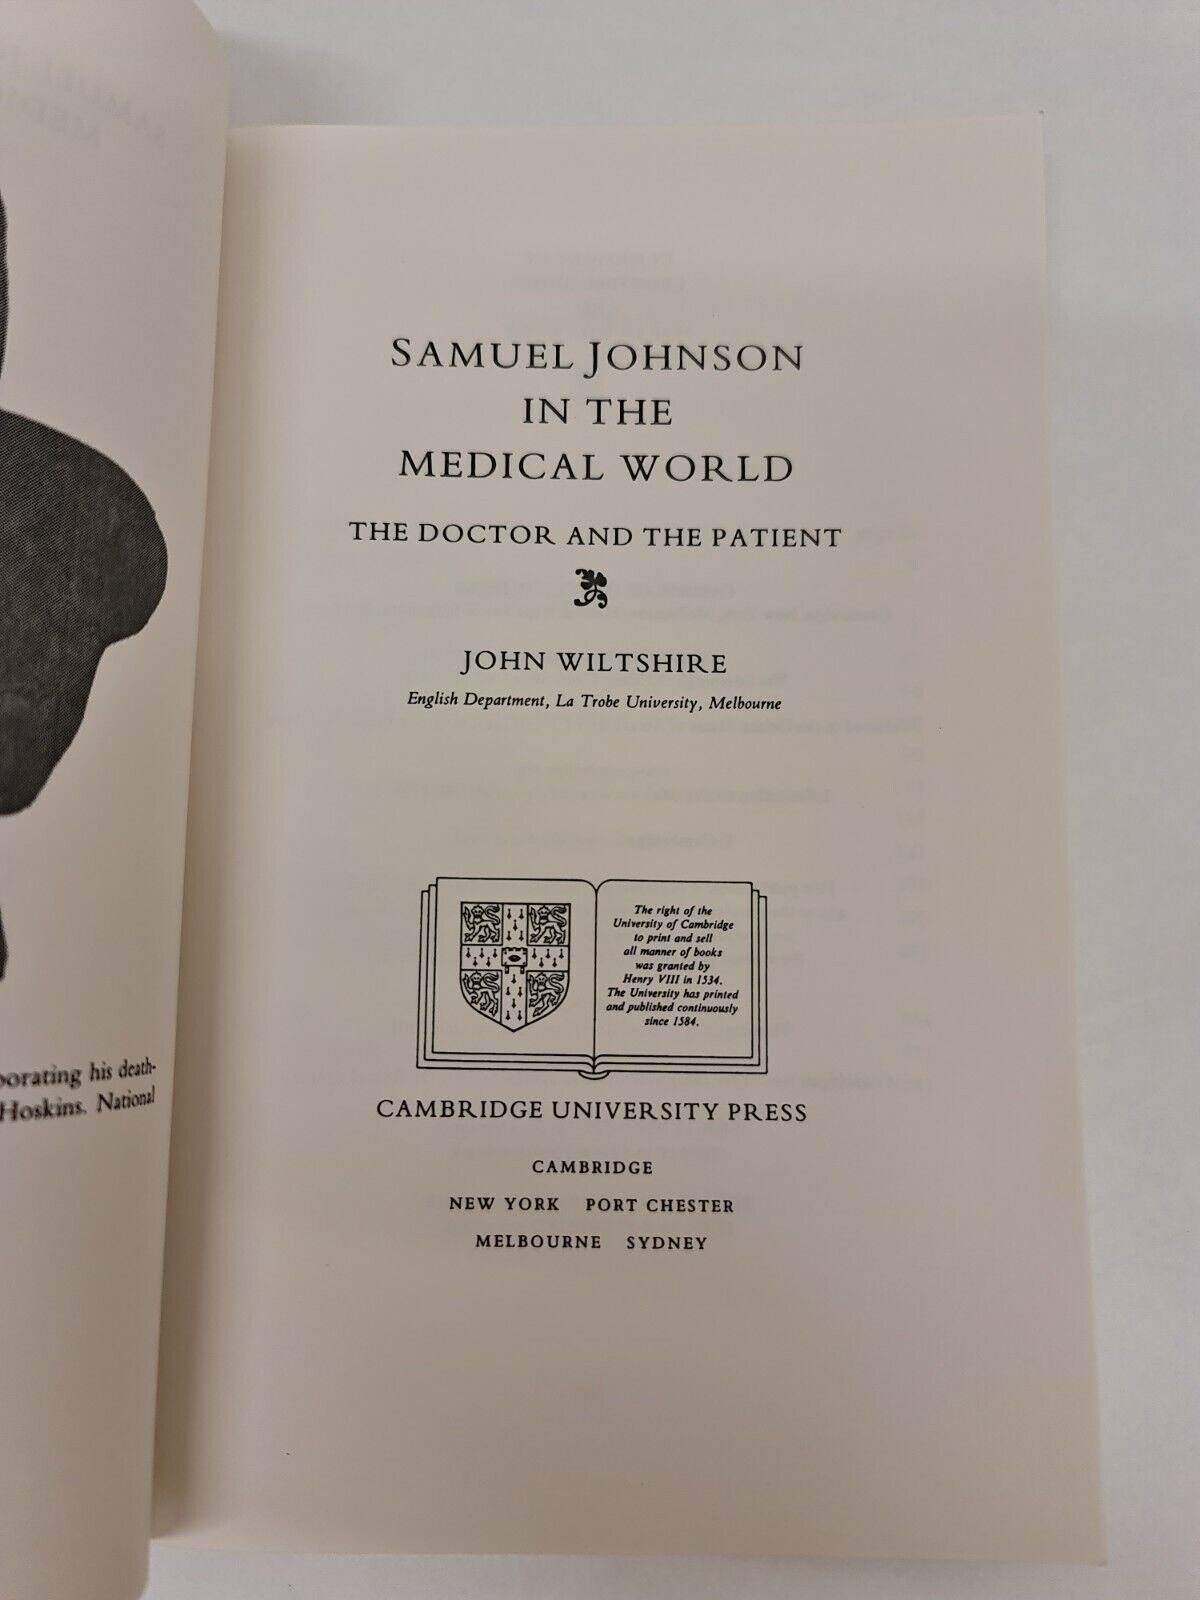 SAMUEL JOHNSON
IN THE
MEDICAL WORLD
THE DOCTOR AND THE PATIENT
JOHN WILTSHIRE
English Department, La Trobe University, Melbourne
The right of the
University of Cambridge
to print and sell
all manner of books
was granted by
Henry VIII in 1534.
The University has printed
and published continuously
since 1584.
CAMBRIDGE UNIVERSITY PRESS
CAMBRIDGE
NEW YORK PORT CHESTER
MELBOURNE SYDNEY
his death-
Hoskins. National